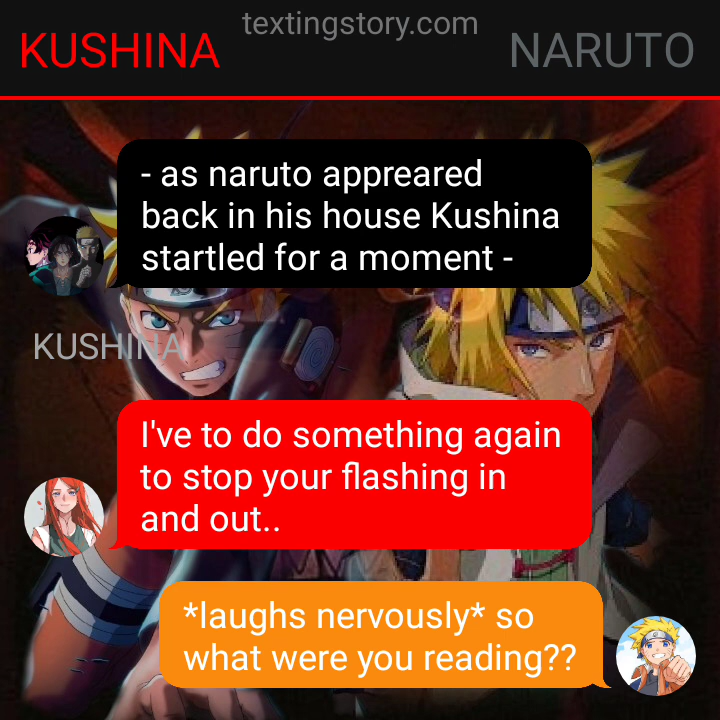 textingstory.com
KUSHINA NARUTO
- as naruto appreared
back in his house Kushina
startled for a moment -
KUSHINA
I've to do something again
to stop your flashing in
and out..
*laughs nervously* so
what were you reading??